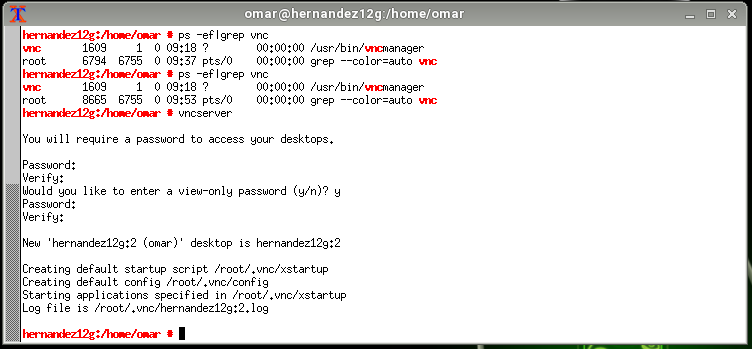 omar@hernandez12g:/home/omar
hernandez12g:/home/omar # ps -ef|grep vnc
vnc 1609 1 0 09:18 ? 00:00:00 /usr/bin/vncmanager
root 6794 6755 0 09:37 pts/0 00:00:00 grep --color=auto vnc
hernandez12g:/home/omar # ps -ef|grep vnc
vnc 1609 1 0 09:18 ? 00:00:00 /usr/bin/vncmanager
root 8665 6755 0 09:53 pts/0 00:00:00 grep --color=auto vnc
hernandez12g:/home/omar # vncserver
You will require a password to access your desktops.
Password:
Verify:
Would you like to enter a view-only password (y/n)? y
Password:
Verify:
New 'hernandez12g:2 (omar)' desktop is hernandez12g:2
Creating default startup script /root/.vnc/xstartup
Creating default config /root/.vnc/config
Starting applications specified in /root/.vnc/xstartup
Log file is /root/.vnc/hernandez12g:2.log
hernandez12g:/home/omar #